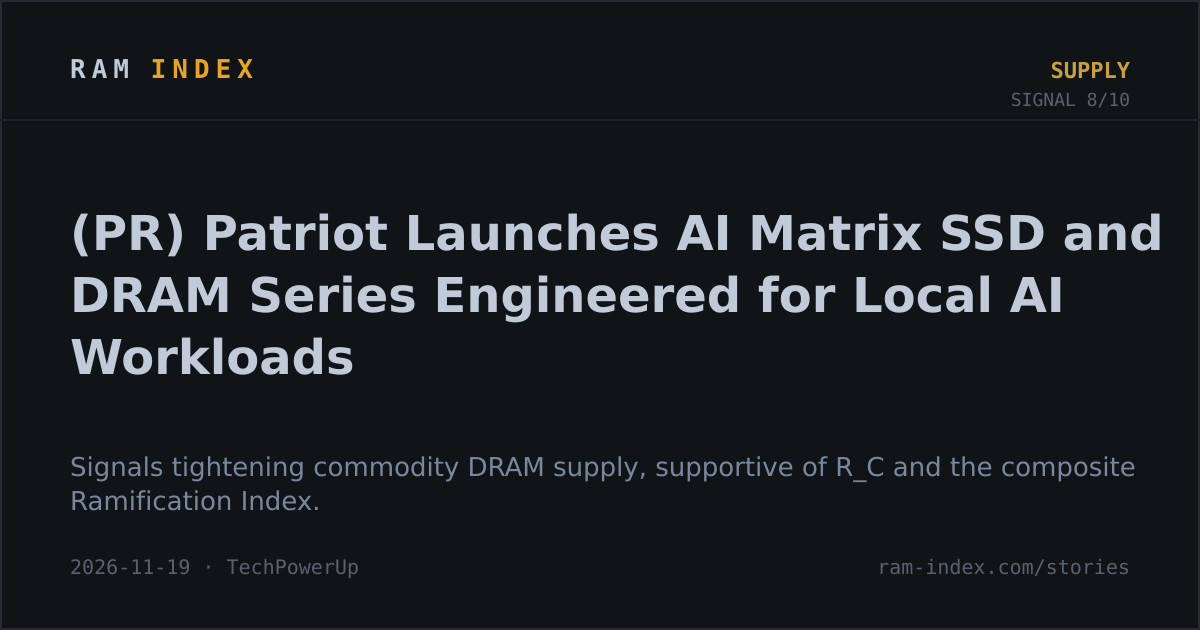 RAM INDEX
SUPPLY
SIGNAL 8/10
(PR) Patriot Launches AI Matrix SSD and
DRAM Series Engineered for Local AI
Workloads
Signals tightening commodity DRAM supply, supportive of R_C and the composite
Ramification Index.
2026-11-19 · TechPowerUp
ram-index.com/stories